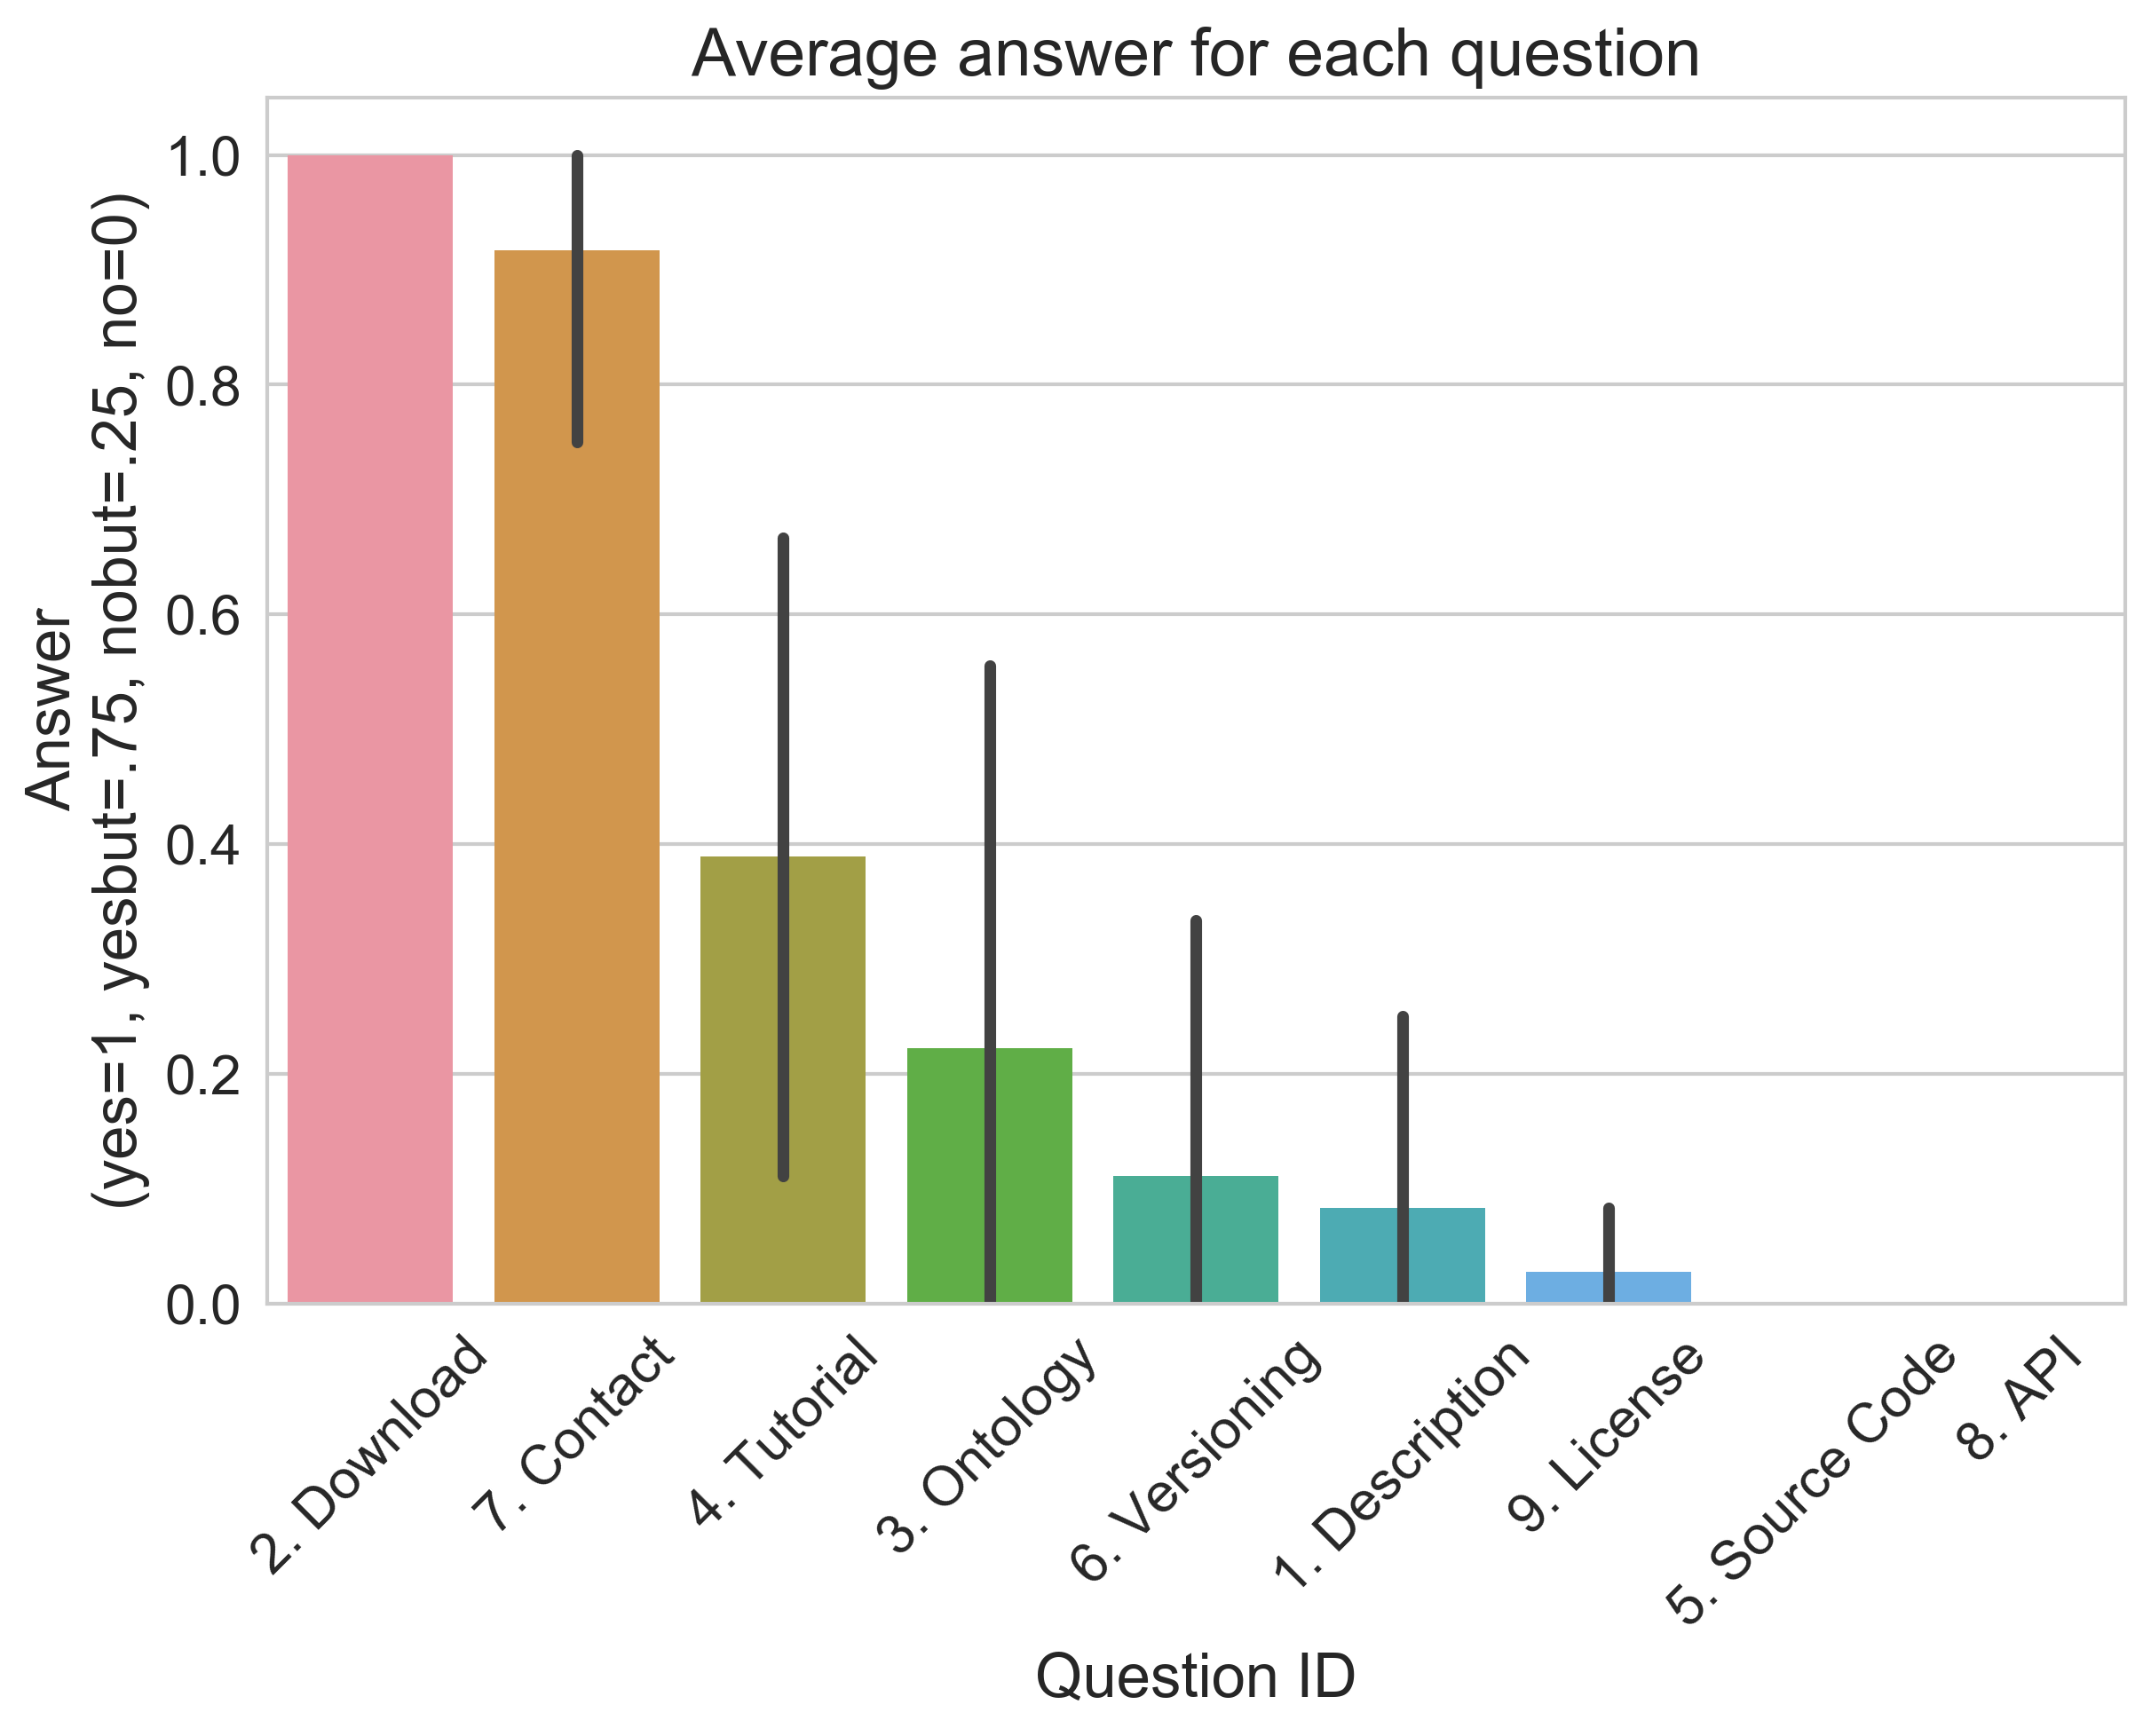 Average answer for each question
Answer
(yes=1, yesbut=.75, nobut=.25, no=0)
1.0
0.8
0.6
0.4
0.2
0.0
2. Download
7. Contact
4. Tutorial
3. Ontology
6. Versioning
1. Description
9. License
5. Source Code
8. API
Question ID